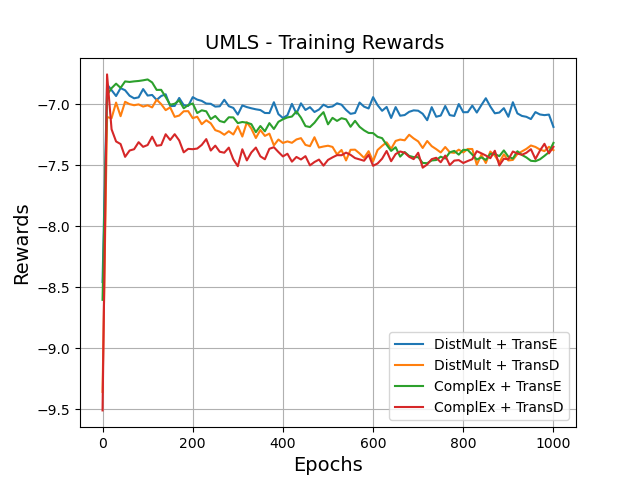 UMLS - Training Rewards
Rewards
−7.0
−7.5
−8.0
−8.5
−9.0
−9.5
DistMult + TransE
DistMult + TransD
ComplEx + TransE
ComplEx + TransD
0 200 400 600 800 1000
Epochs